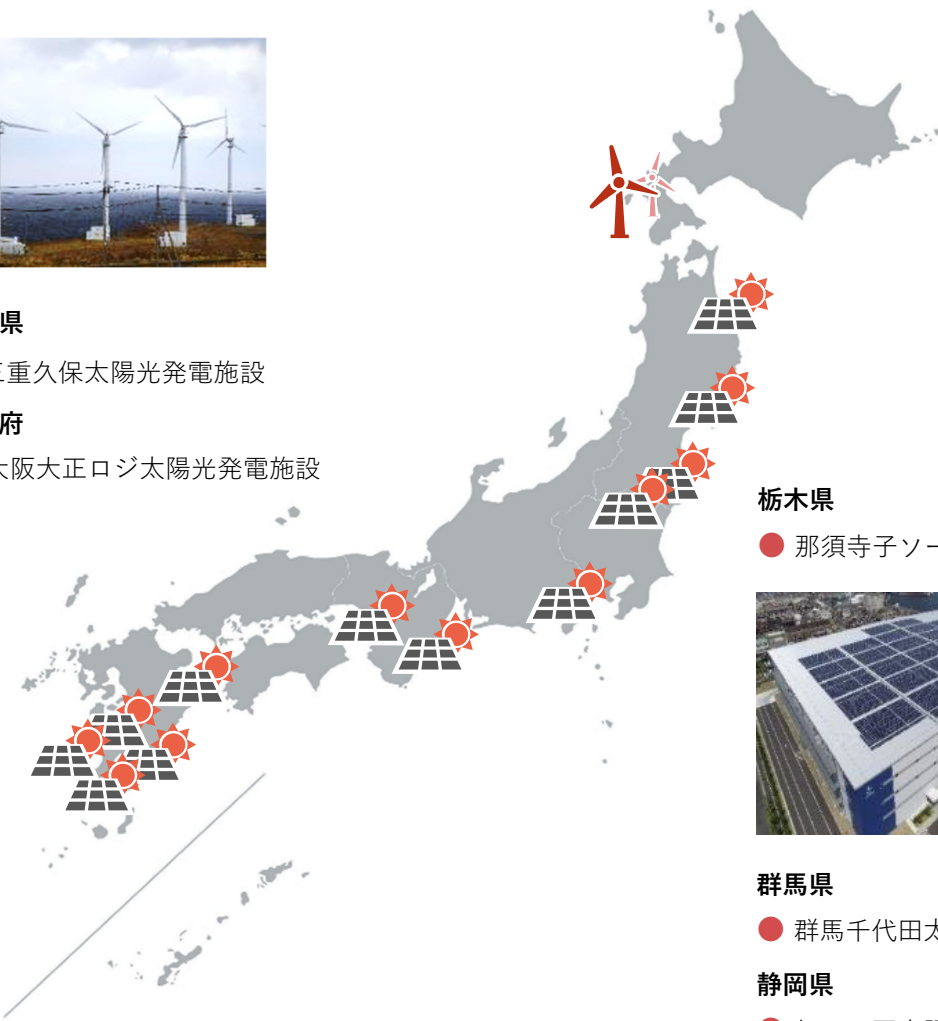 県
三重久保太陽光発電施設
府
大阪大正ロジ太陽光発電施設
栃木県
那須寺子ソー
群馬県
群馬千代田太
静岡県